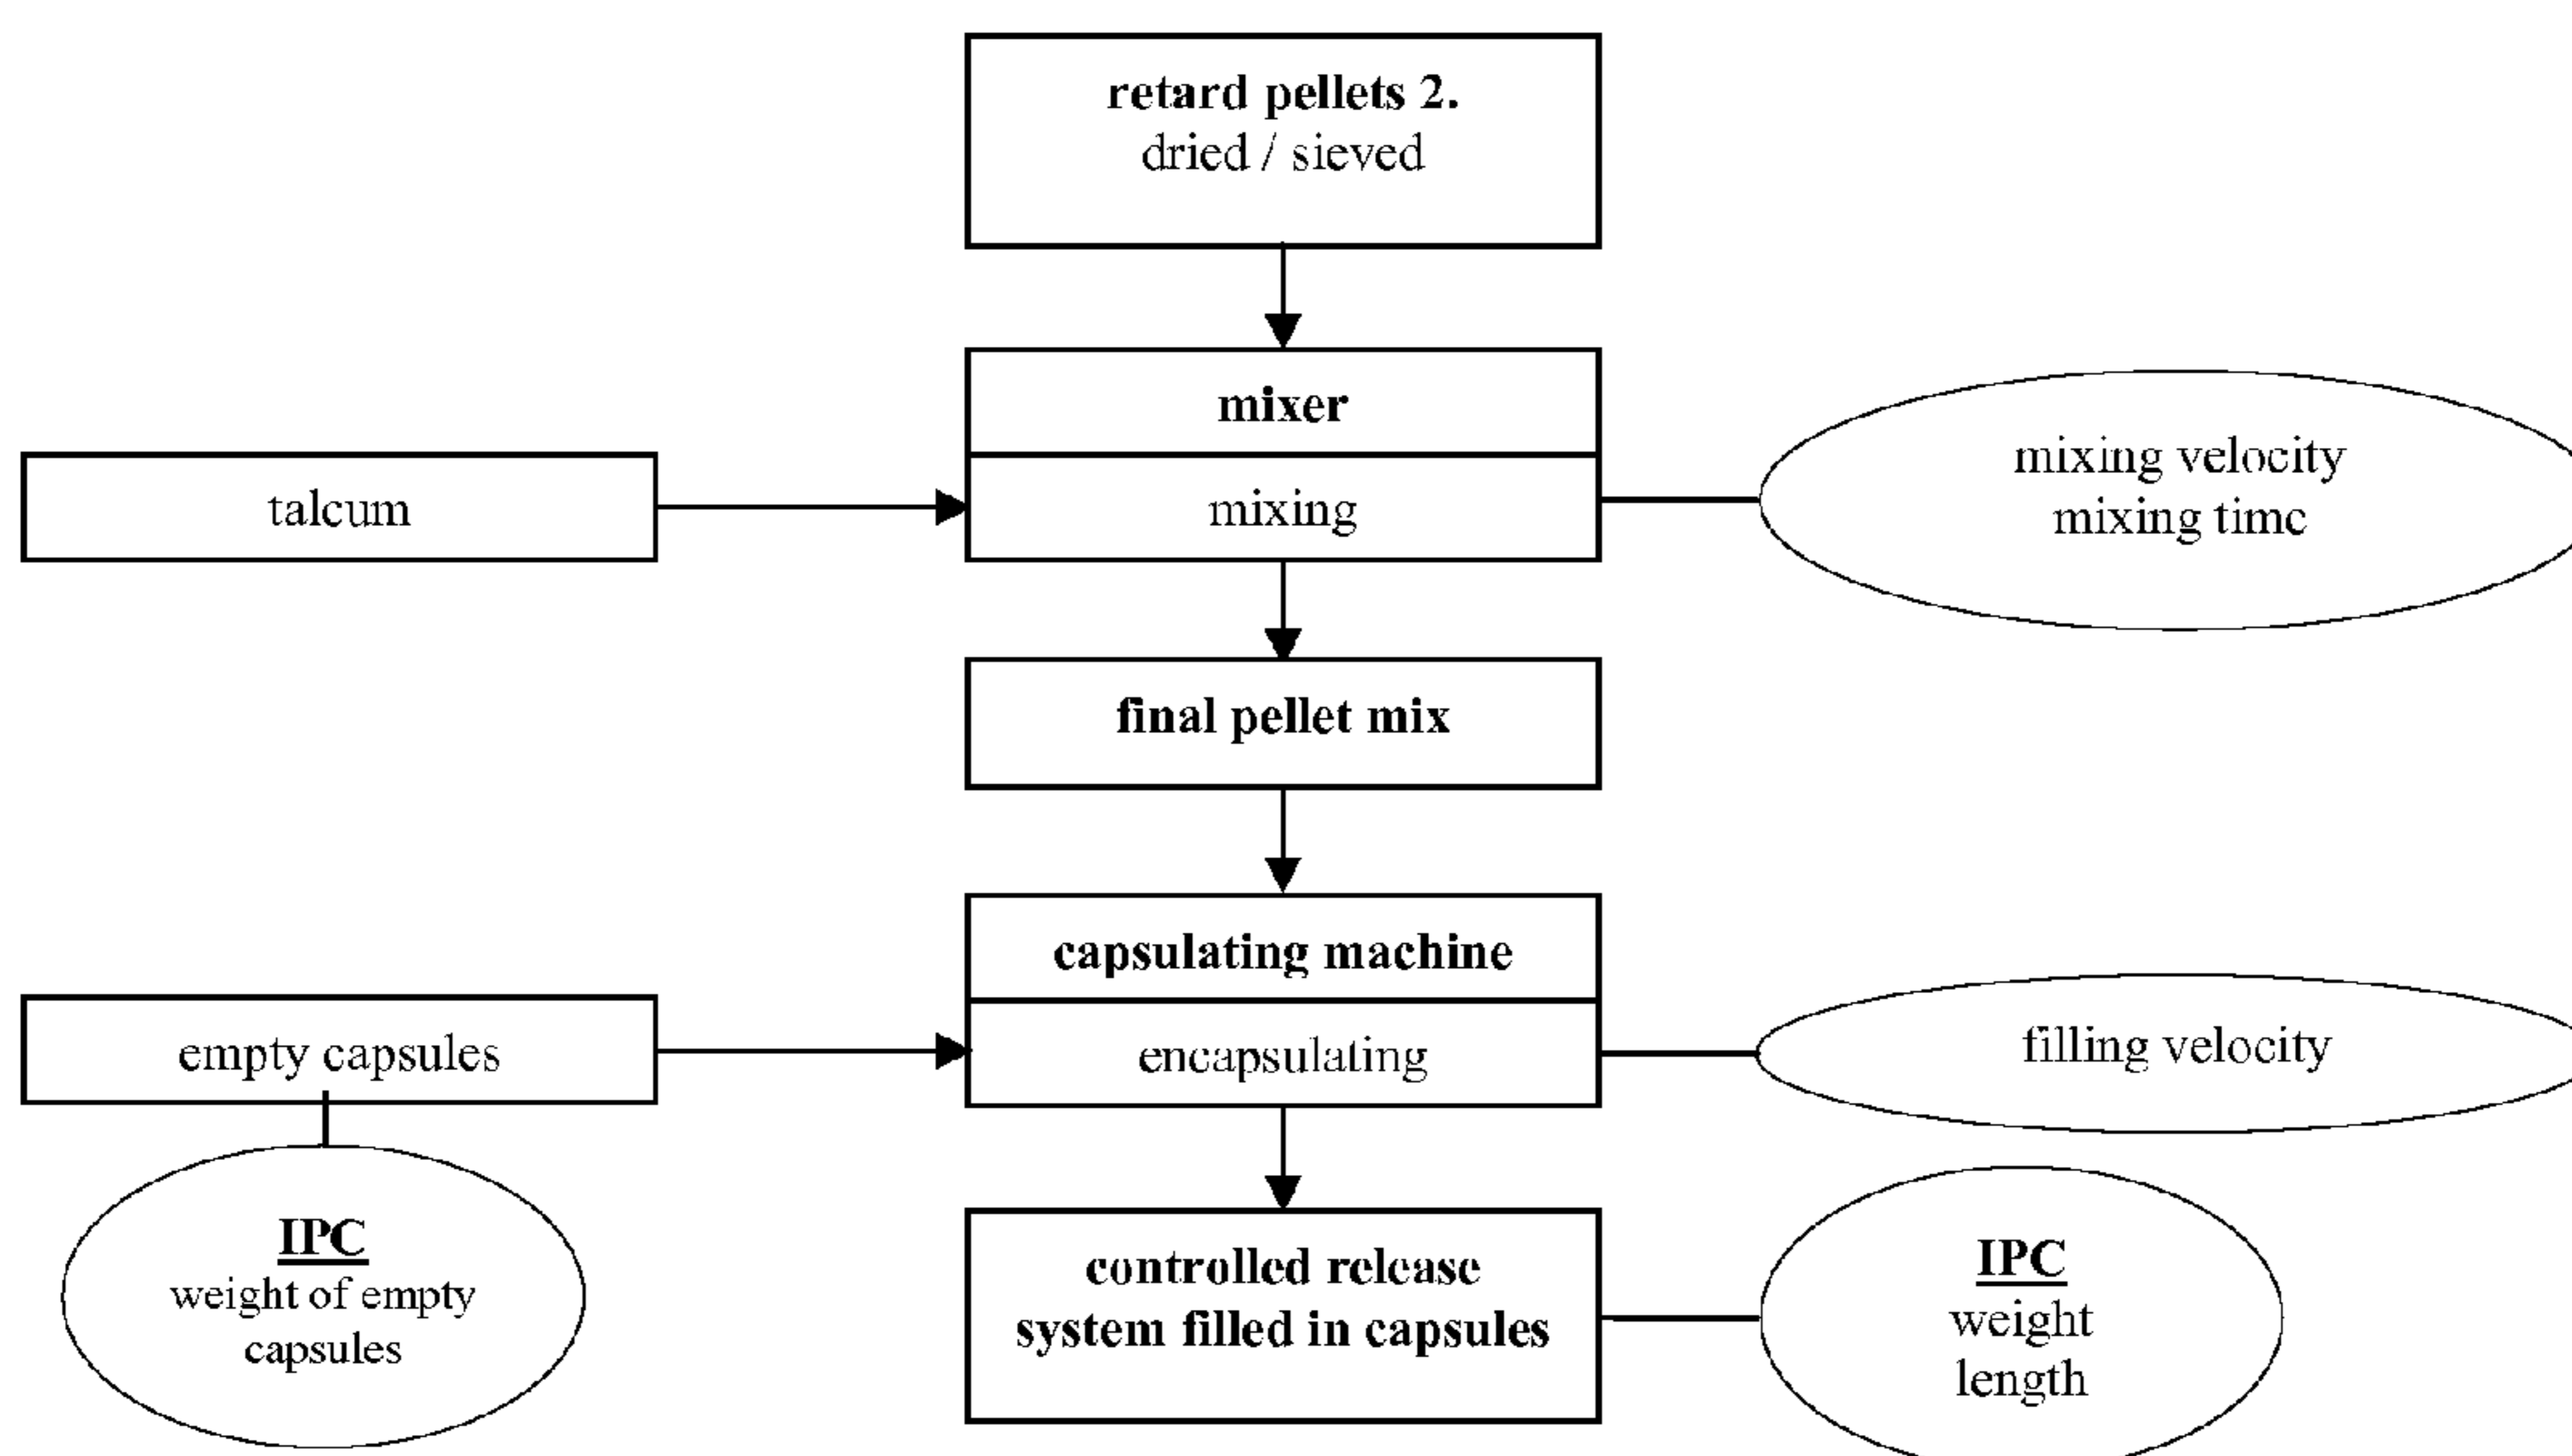 retard pellets 2.
dried / sieved
mixer
talcum
mixing
mixing velocity
mixing time
final pellet mix
capsulating machine
empty capsules
encapsulating
filling velocity
IPC
weight of empty
capsules
controlled release
system filled in capsules
IPC
weight
length